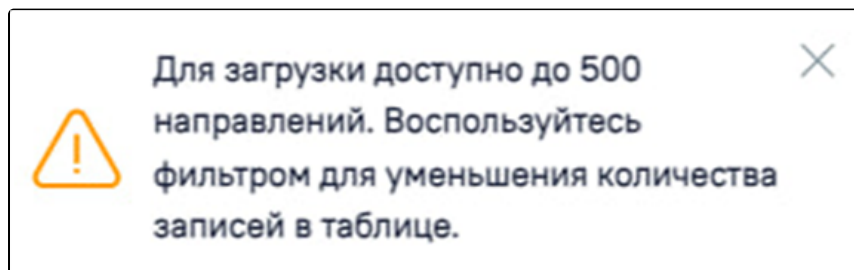 Для загрузки доступно до 500
направлений. Воспользуйтесь
фильтром для уменьшения количества
записей в таблице.